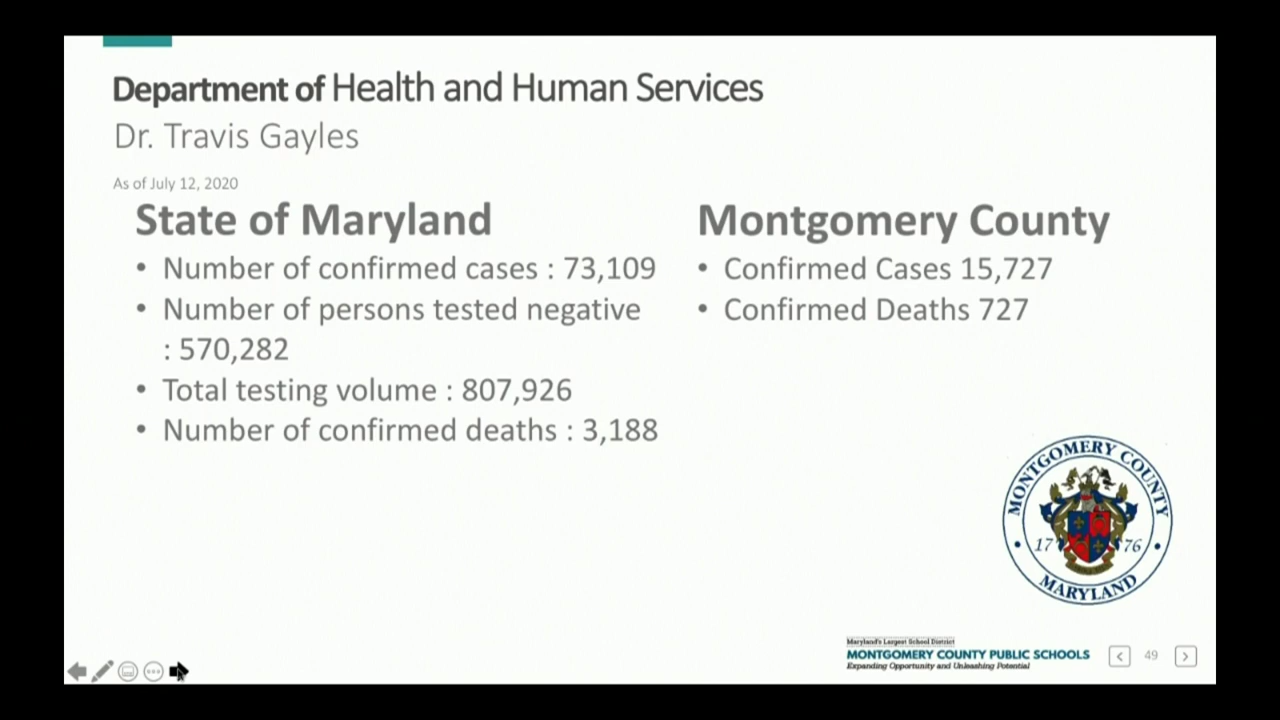 Department of Health and Human Services
Dr. Travis Gayles
As of July 12, 2020
State of Maryland
• Number of confirmed cases : 73,109
• Number of persons tested negative
: 570,282
• Total testing volume : 807,926
• Number of confirmed deaths : 3,188
Montgomery County
• Confirmed Cases 15,727
• Confirmed Deaths 727
MONTGOMERY COUNTY
17 76
MARYLAND
Maryland's Largest School District
MONTGOMERY COUNTY PUBLIC SCHOOLS
Expanding Opportunity and Unleashing Potential
49